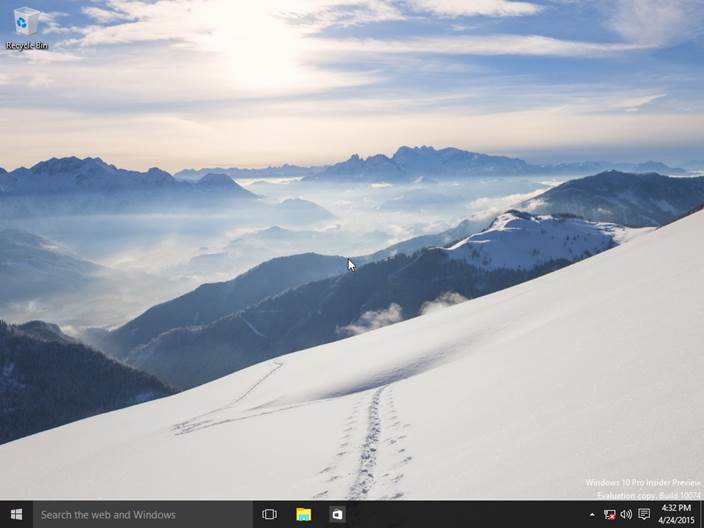 Recycle Bin
Windows 10 Pro Insider Preview
Evaluation copy. Build 10074
Search the web and Windows
4:32 PM
4/24/2015